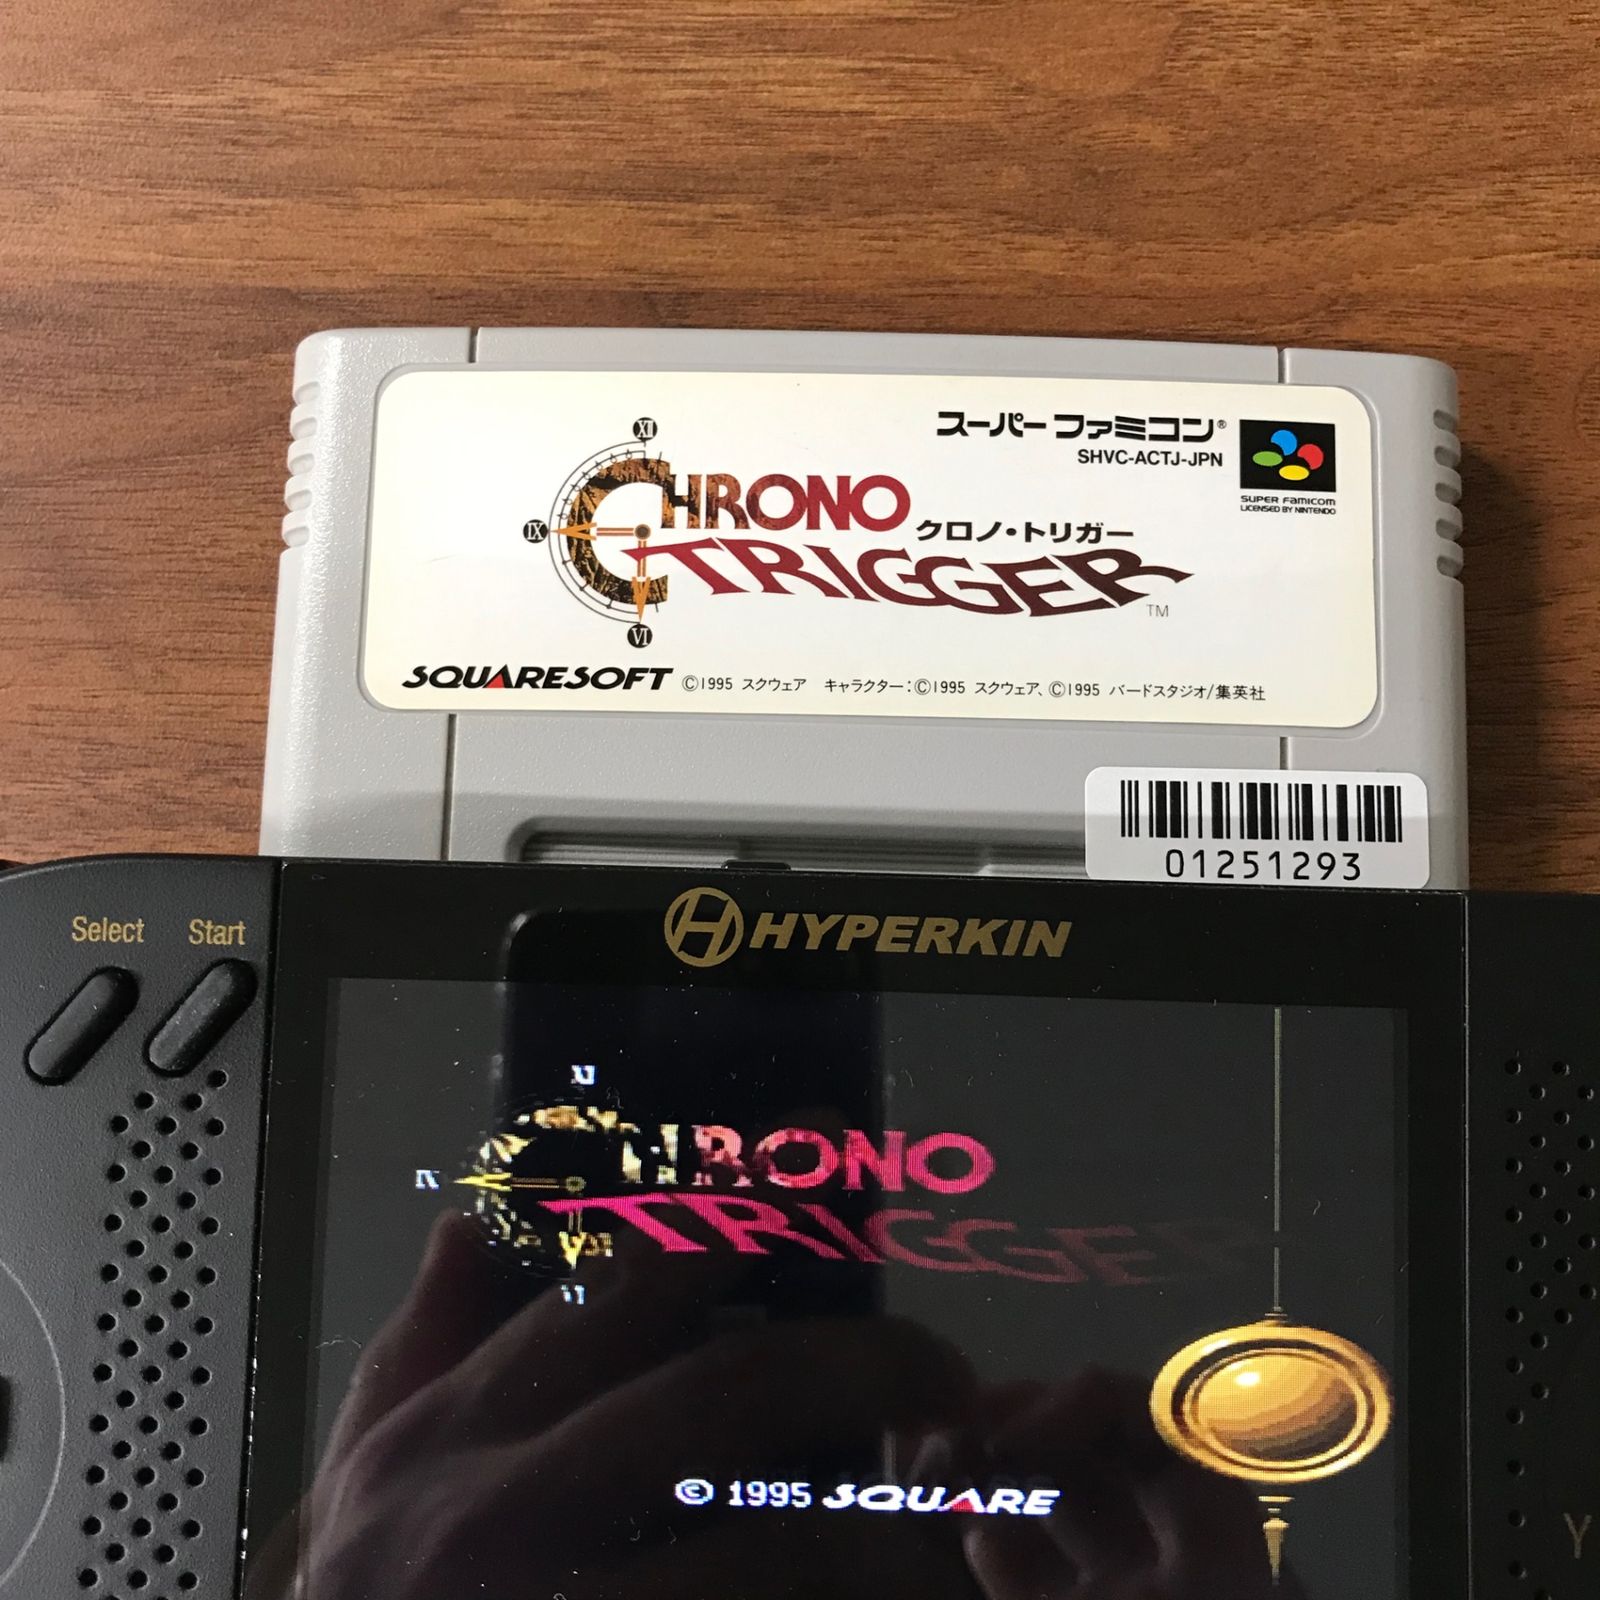 スーパーファミコン®
SHVC-ACTJ-JPN
SUPER FAMICOM
LICENSED BY NINTENDO
XII
IX
VI
CHRONO
クロノ・トリガー
TRIGGER
TM
SQUARESOFT ©1995 スクウェア キャラクター:©1995 スクウェア、©1995 バードスタジオ/集英社
01251293
Select Start
HYPERKIN
CHRONO
TRIGGER
© 1995 SQUARE
Y